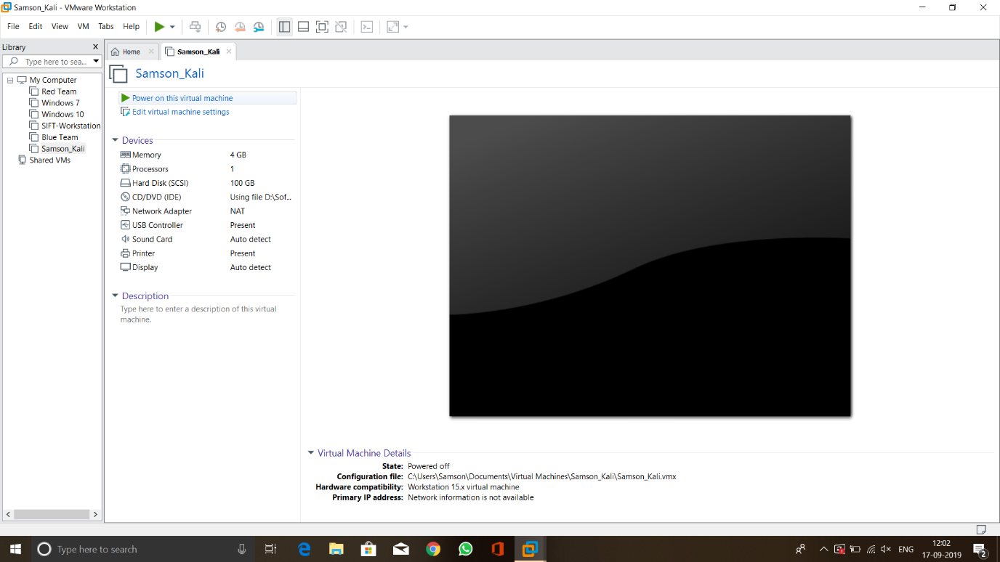 Samson_Kali - VMware Workstation
File Edit View VM Tabs Help
Library
Type here to sea...
My Computer
Red Team
Windows 7
Windows 10
SIFT-Workstation
Blue Team
Samson_Kali
Shared VMs
Home
Samson_Kali
Samson_Kali
Power on this virtual machine
Edit virtual machine settings
Devices
Memory 4 GB
Processors 1
Hard Disk (SCSI) 100 GB
CD/DVD (IDE) Using file D:\Sof...
Network Adapter NAT
USB Controller Present
Sound Card Auto detect
Printer Present
Display Auto detect
Description
Type here to enter a description of this virtual
machine.
Virtual Machine Details
State: Powered off
Configuration file: C:\Users\Samson\Documents\Virtual Machines\Samson_Kali\Samson_Kali.vmx
Hardware compatibility: Workstation 15.x virtual machine
Primary IP address: Network information is not available
Type here to search
ENG
12:02
17-09-2019
2